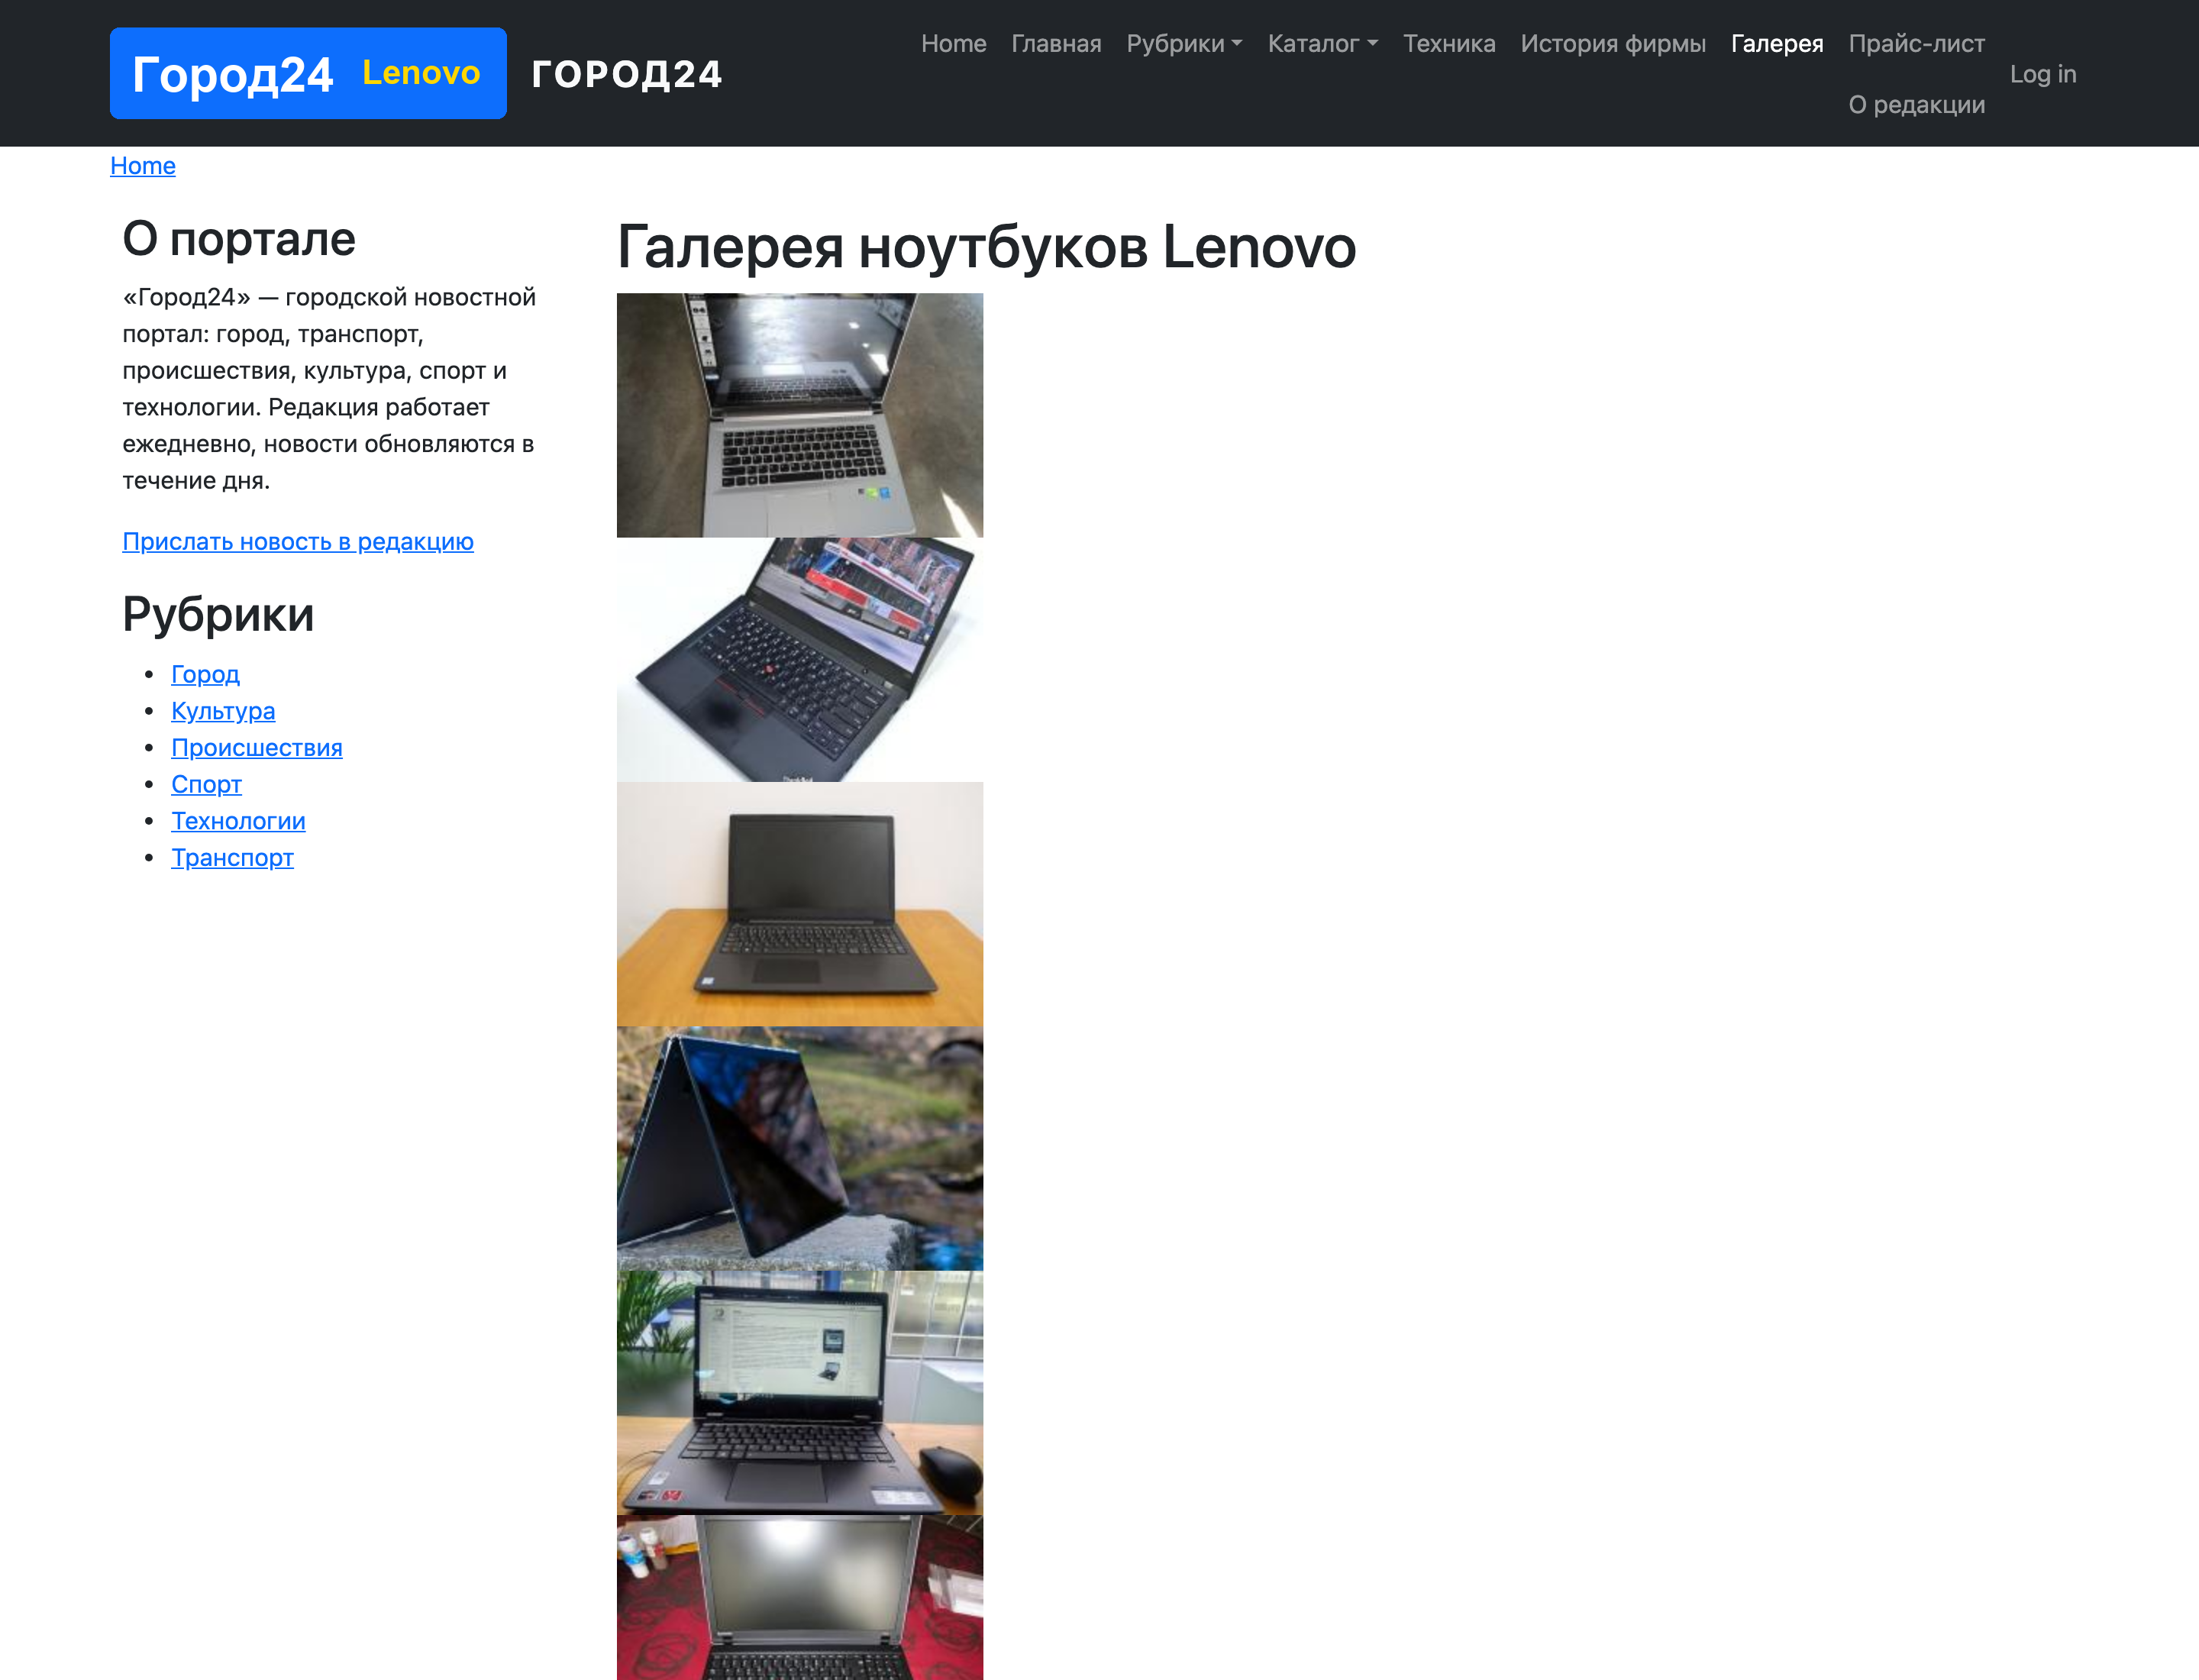 Город24 Lenovo ГОРОД24
Home Главная Рубрики Каталог Техника История фирмы Галерея Прайс-лист
О редакции
Log in
Home
О портале
«Город24» — городской новостной
портал: город, транспорт,
происшествия, культура, спорт и
технологии. Редакция работает
ежедневно, новости обновляются в
течение дня.
Прислать новость в редакцию
Рубрики
Город
Культура
Происшествия
Спорт
Технологии
Транспорт
Галерея ноутбуков Lenovo